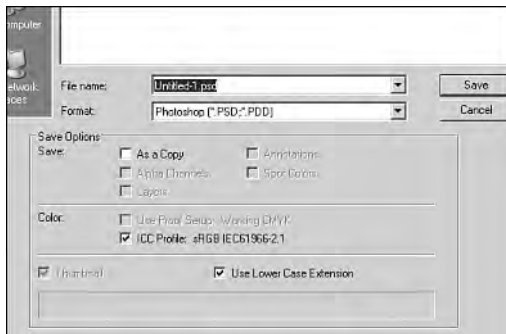 omputer
etwork
aces
File name:
Untitled-1.psd
Save
Format:
Photoshop (*.PSD;*.PDD)
Cancel
Save Options
Save:
As a Copy
Annotations
Alpha Channels
Spot Colors
Layers
Color:
Use Proof Setup: Working CMYK
ICC Profile: sRGB IEC61966-2.1
Thumbnail
Use Lower Case Extension